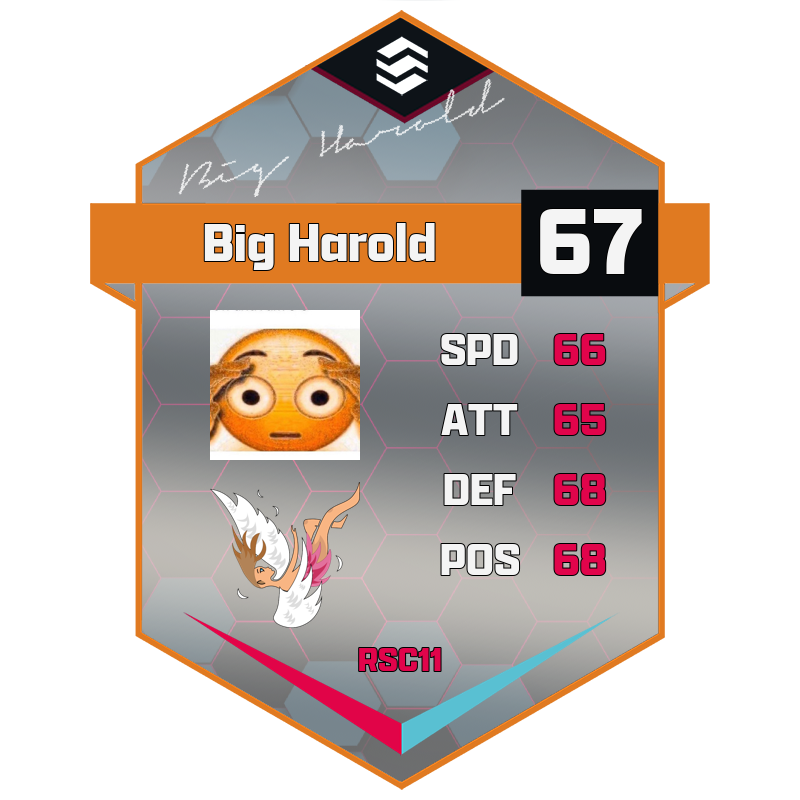 Big Harold
Big Harold
67
SPD 66
ATT 65
DEF 68
POS 68
RSC11